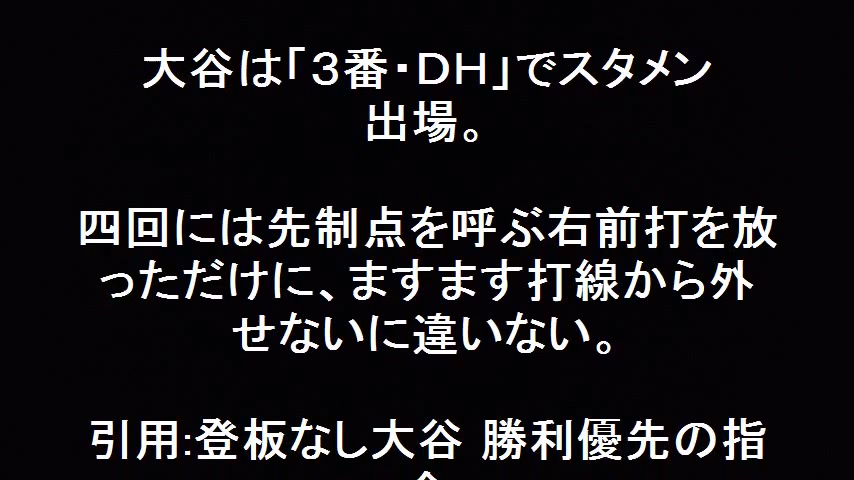 大谷は「３番・ＤＨ」でスタメン
出場。
四回には先制点を呼ぶ右前打を放
っただけに、ますます打線から外
せないに違いない。
引用:登板なし大谷 勝利優先の指